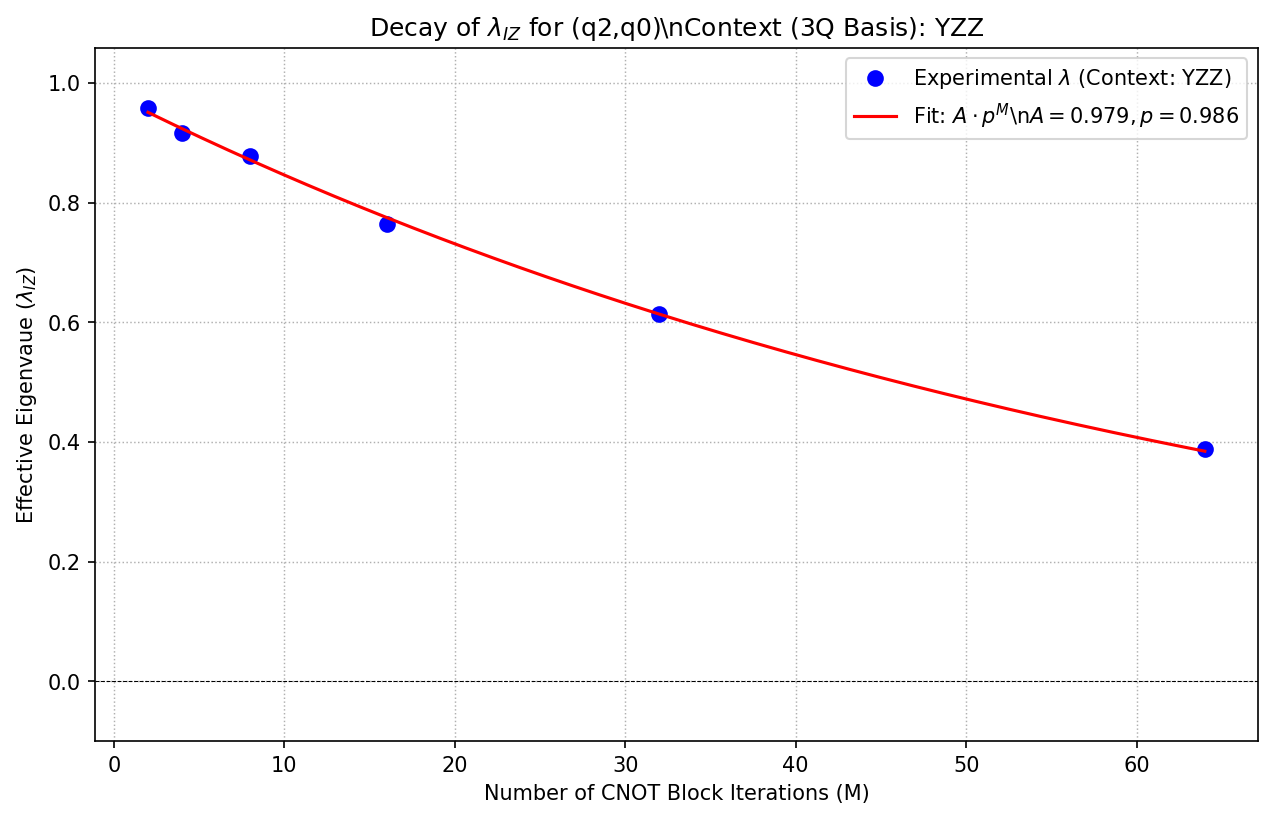 Decay of λ_IZ for (q2,q0)\nContext (3Q Basis): YZZ
Experimental λ (Context: YZZ)
Fit: A · p^M\nA = 0.979, p = 0.986
Effective Eigenvaue (λ_IZ)
1.0
0.8
0.6
0.4
0.2
0.0
0 10 20 30 40 50 60
Number of CNOT Block Iterations (M)